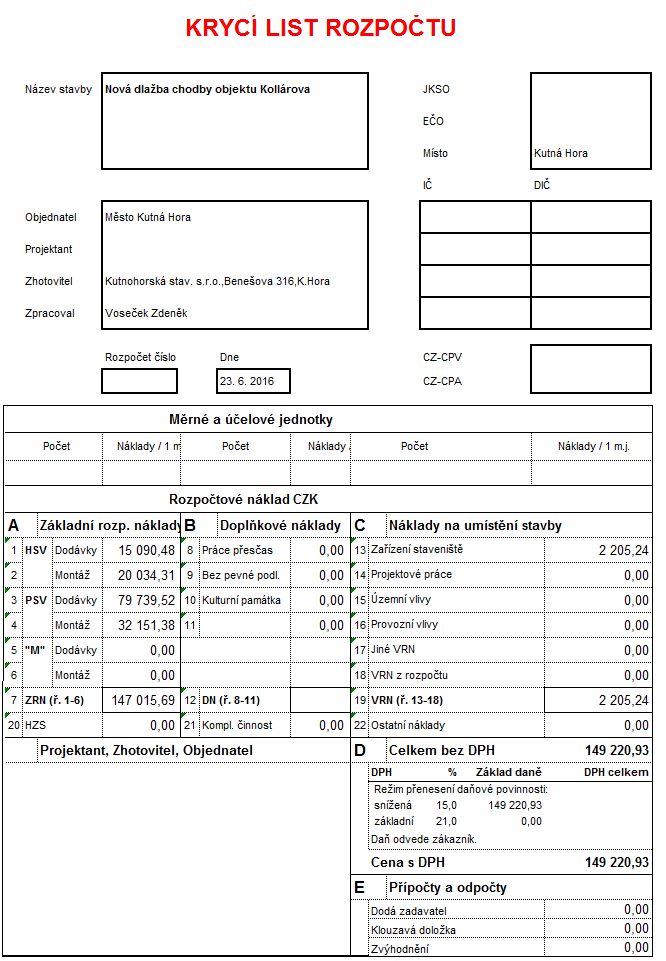 KRYCÍ LIST ROZPOČTU
Název stavby Nová dlažba chodby objektu Kollárova JKSO
EČO
Místo Kutná Hora
IČ DIČ
Objednatel Město Kutná Hora
Projektant
Zhotovitel Kutnohorská stav. s.r.o.,Benešova 316,K.Hora
Zpracoval Voseček Zdeněk
Rozpočet číslo Dne CZ-CPV
23. 6. 2016 CZ-CPA
Měrné a účelové jednotky
Počet Náklady / 1 m Počet Náklady Počet Náklady / 1 m.j.
Rozpočtové náklad CZK
A Základní rozp. náklady B Doplňkové náklady C Náklady na umístění stavby
1 HSV Dodávky 15 090,48 8 Práce přesčas 0,00 13 Zařízení staveniště 2 205,24
2 Montáž 20 034,31 9 Bez pevné podl. 0,00 14 Projektové práce 0,00
3 PSV Dodávky 79 739,52 10 Kulturní památka 0,00 15 Územní vlivy 0,00
4 Montáž 32 151,38 11 0,00 16 Provozní vlivy 0,00
5 "M" Dodávky 0,00 17 Jiné VRN 0,00
6 Montáž 0,00 18 VRN z rozpočtu 0,00
7 ZRN (ř. 1-6) 147 015,69 12 DN (ř. 8-11) 19 VRN (ř. 13-18) 2 205,24
20 HZS 0,00 21 Kompl. činnost 0,00 22 Ostatní náklady 0,00
Projektant, Zhotovitel, Objednatel D Celkem bez DPH 149 220,93
DPH % Základ daně DPH celkem
Režim přenesení daňové povinnosti:
snížená 15,0 149 220,93
základní 21,0 0,00
Daň odvede zákazník.
Cena s DPH 149 220,93
E Přípočty a odpočty
Dodá zadavatel 0,00
Klouzavá doložka 0,00
Zvýhodnění 0,00